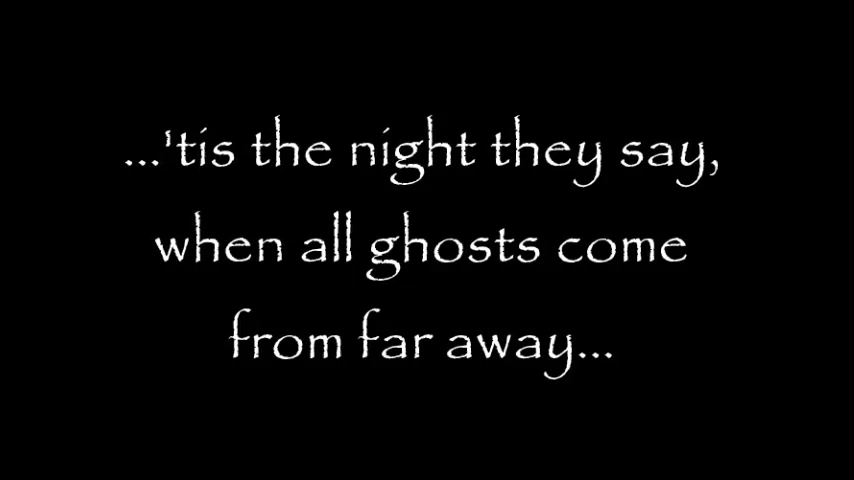 ...'tis the night they say,
when all ghosts come
from far away...